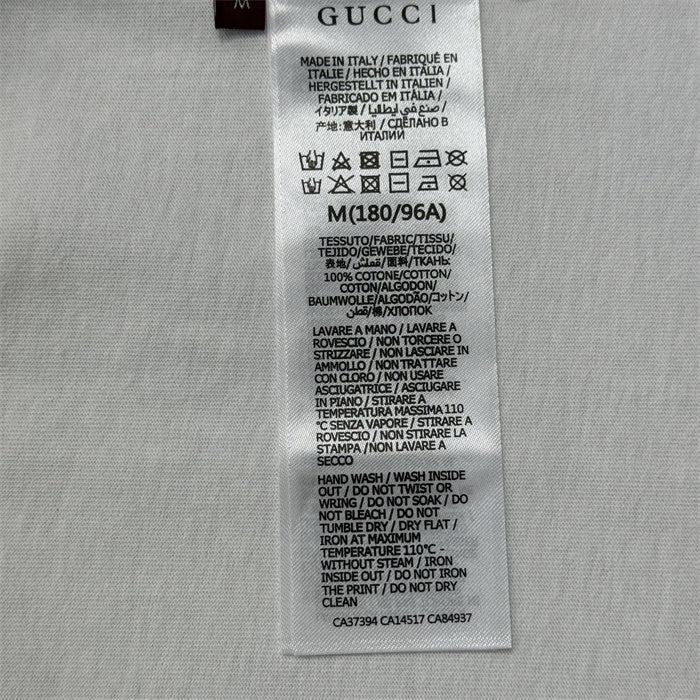 M
GUCCI
MADE IN ITALY / FABRIQUÉ EN
ITALIE / HECHO EN ITALIA /
HERGESTELLT IN ITALIEN /
FABRICADO EM ITÁLIA /
イタリア製 / صنع في ايطاليا /
产地:意大利 / СДЕЛАНО В
ИТАЛИИ
M(180/96A)
TESSUTO/FABRIC/TISSU/
TEJIDO/GEWEBE/TECIDO/
表地/قماش/面料/ТКАНЬ:
100% COTONE/COTTON/
COTON/ALGODON/
BAUMWOLLE/ALGODÃO/コットン/
قطن/棉/ХЛОПОК
LAVARE A MANO / LAVARE A
ROVESCIO / NON TORCERE O
STRIZZARE / NON LASCIARE IN
AMMOLLO / NON TRATTARE
CON CLORO / NON USARE
ASCIUGATRICE / ASCIUGARE
IN PIANO / STIRARE A
TEMPERATURA MASSIMA 110
°C SENZA VAPORE / STIRARE A
ROVESCIO / NON STIRARE LA
STAMPA /NON LAVARE A
SECCO
HAND WASH / WASH INSIDE
OUT / DO NOT TWIST OR
WRING / DO NOT SOAK / DO
NOT BLEACH / DO NOT
TUMBLE DRY / DRY FLAT /
IRON AT MAXIMUM
TEMPERATURE 110°C -
WITHOUT STEAM / IRON
INSIDE OUT / DO NOT IRON
THE PRINT / DO NOT DRY
CLEAN
CA37394 CA14517 CA84937